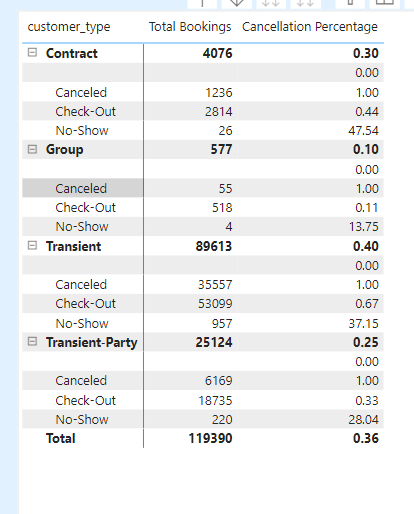 customer_type Total Bookings Cancellation Percentage
Contract 4076 0.30
0.00
Canceled 1236 1.00
Check-Out 2814 0.44
No-Show 26 47.54
Group 577 0.10
0.00
Canceled 55 1.00
Check-Out 518 0.11
No-Show 4 13.75
Transient 89613 0.40
0.00
Canceled 35557 1.00
Check-Out 53099 0.67
No-Show 957 37.15
Transient-Party 25124 0.25
0.00
Canceled 6169 1.00
Check-Out 18735 0.33
No-Show 220 28.04
Total 119390 0.36